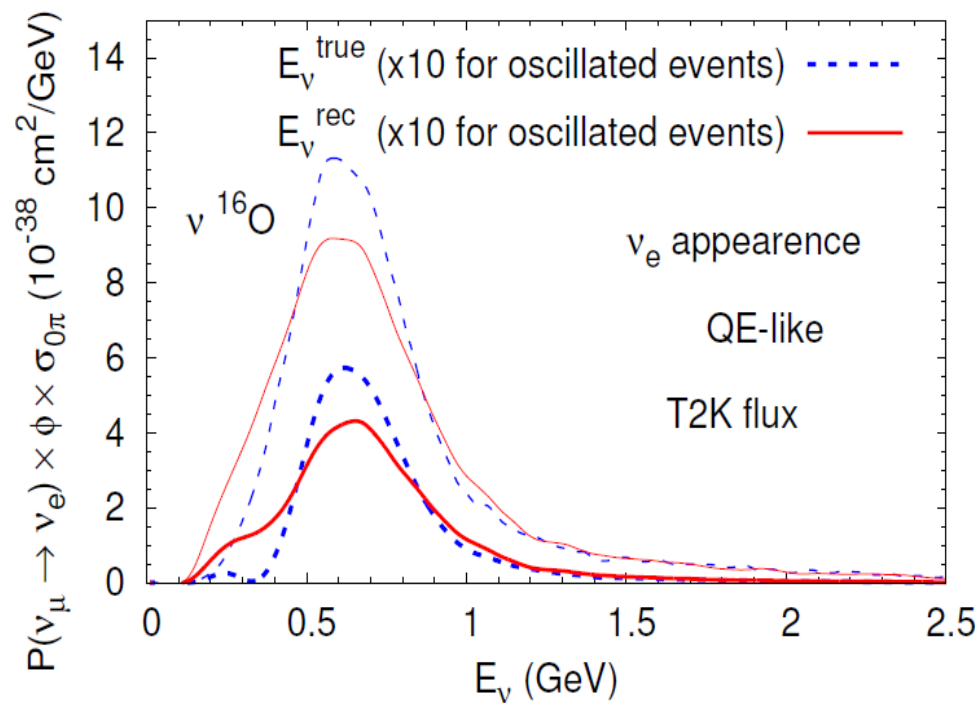 P(ν_μ → ν_e) × ϕ × σ_0π (10^-38 cm^2/GeV)
14
12
10
8
6
4
2
0
E_ν^true (x10 for oscillated events)
E_ν^rec (x10 for oscillated events)
ν ^16O
ν_e appearence
QE-like
T2K flux
0
0.5
1
1.5
2
2.5
E_ν (GeV)